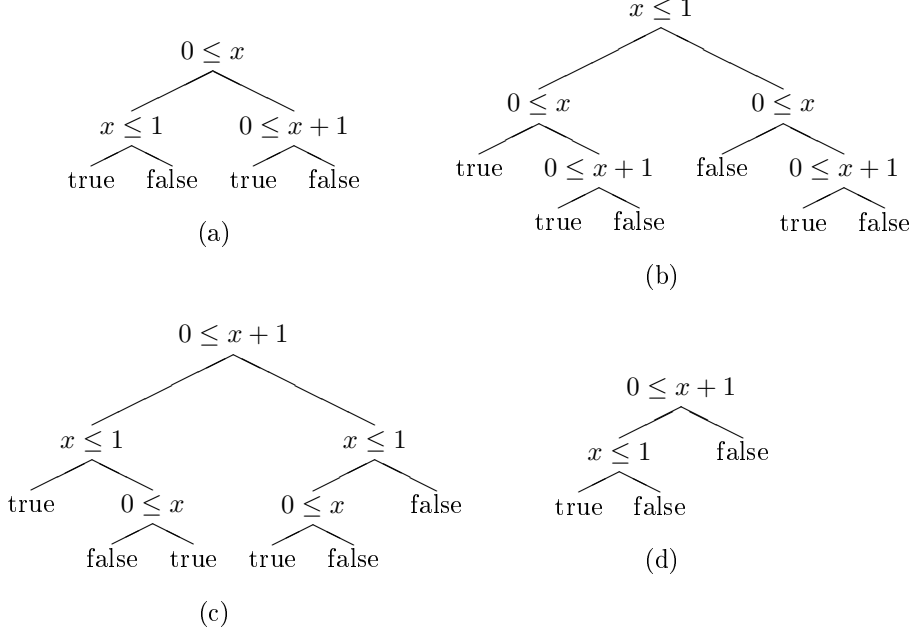 0 ≤ x
x ≤ 1 0 ≤ x + 1
true false true false
(a)
x ≤ 1
0 ≤ x 0 ≤ x
true 0 ≤ x + 1 false 0 ≤ x + 1
true false true false
(b)
0 ≤ x + 1
x ≤ 1 x ≤ 1
true 0 ≤ x 0 ≤ x false
false true true false
(c)
0 ≤ x + 1
x ≤ 1 false
true false
(d)